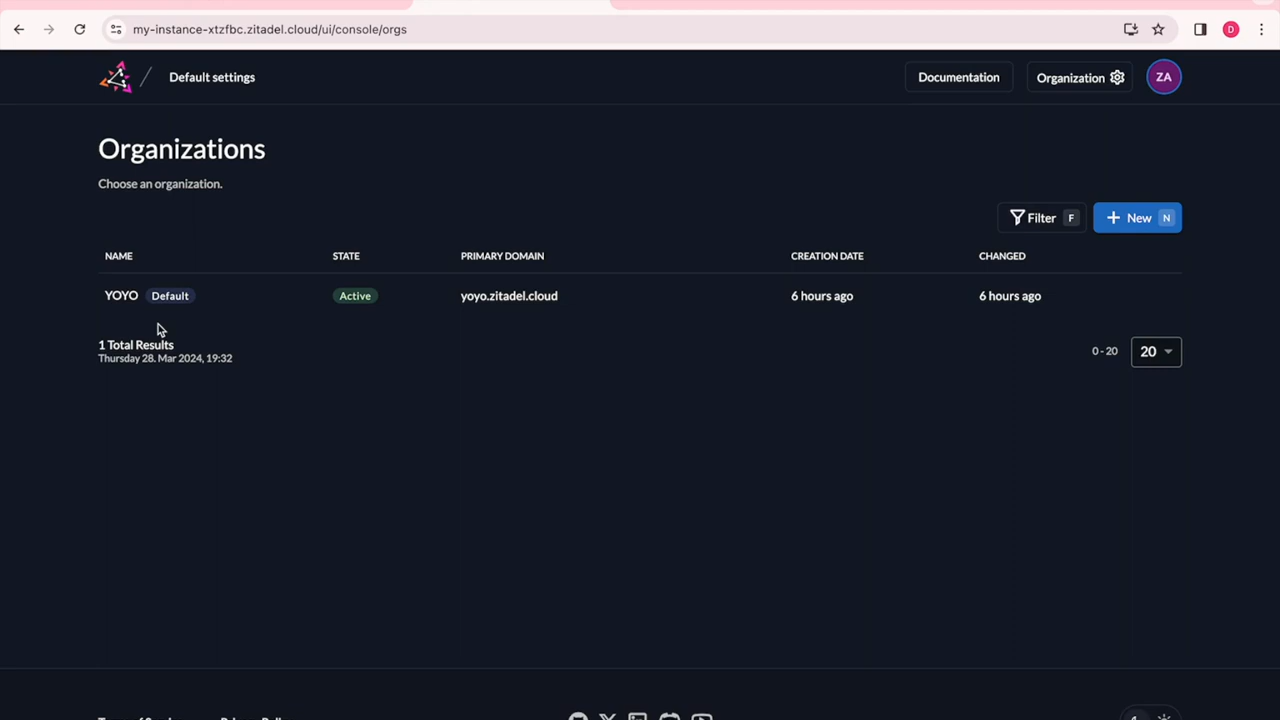 my-instance-xtzfbc.zitadel.cloud/ui/console/orgs
D
Default settings
Documentation
Organization
ZA
Organizations
Choose an organization.
Filter F
New N
NAME STATE PRIMARY DOMAIN CREATION DATE CHANGED
YOYO Default Active yoyo.zitadel.cloud 6 hours ago 6 hours ago
1 Total Results
Thursday 28. Mar 2024, 19:32
0 - 20
20